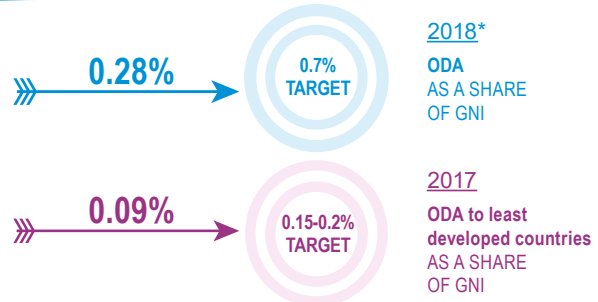 0.28%
0.7%
TARGET
2018*
ODA
AS A SHARE
OF GNI
0.09%
0.15-0.2%
TARGET
2017
ODA to least
developed countries
AS A SHARE
OF GNI